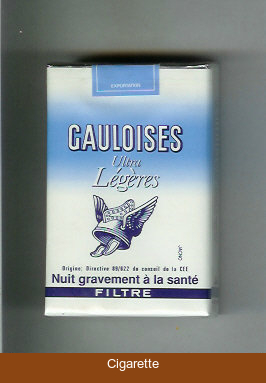 EXPORTATION
GAULOISES
Ultra
Légères
Origine: Directive 89/622 du conseil de la CEE
Nuit gravement à la santé
FILTRE
Cigarette